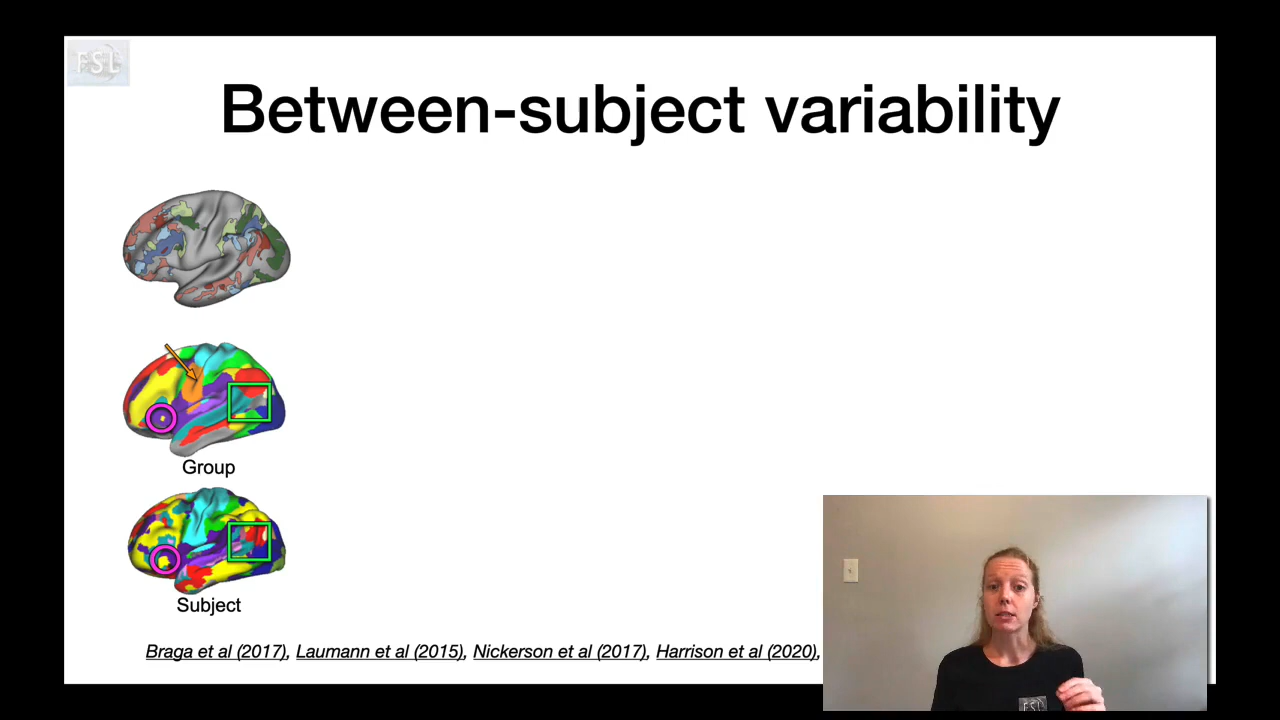 FSL
Between-subject variability
Group
Subject
Braga et al (2017), Laumann et al (2015), Nickerson et al (2017), Harrison et al (2020),
FSL